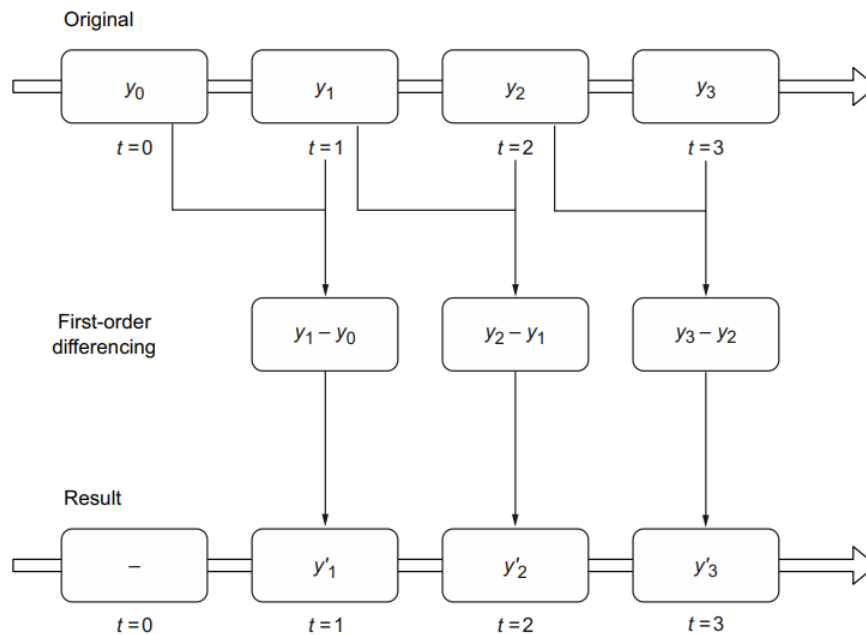 Original
y₀ y₁ y₂ y₃
t = 0 t = 1 t = 2 t = 3
First-order
differencing
y₁ – y₀ y₂ – y₁ y₃ – y₂
Result
– y'₁ y'₂ y'₃
t = 0 t = 1 t = 2 t = 3